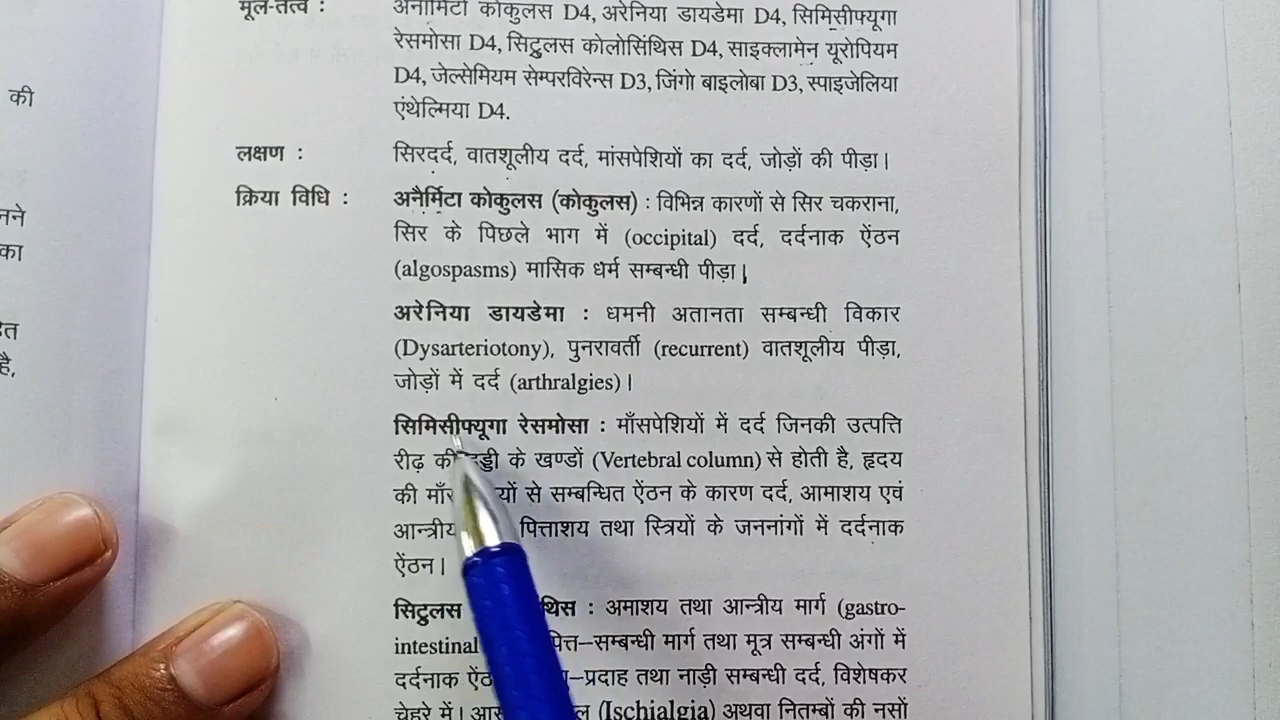 मूल-तत्व : अनामिटा कोकुलस D4, अरेनिया डायडेमा D4, सिमिसीफ्यूगा
रेसमोसा D4, सिट्रुलस कोलोसिंथिस D4, साइक्लामेन यूरोपियम
D4, जेल्सेमियम सेम्परविरेन्स D3, जिंगो बाइलोबा D3, स्पाइजेलिया
एंथेल्मिया D4.
लक्षण : सिरदर्द, वातशूलीय दर्द, मांसपेशियों का दर्द, जोड़ों की पीड़ा।
क्रिया विधि : अनैर्मिटा कोकुलस (कोकुलस) : विभिन्न कारणों से सिर चकराना,
सिर के पिछले भाग में (occipital) दर्द, दर्दनाक ऐंठन
(algospasms) मासिक धर्म सम्बन्धी पीड़ा।
अरेनिया डायडेमा : धमनी अतानता सम्बन्धी विकार
(Dysarteriotony), पुनरावर्ती (recurrent) वातशूलीय पीड़ा,
जोड़ों में दर्द (arthralgies)।
सिमिसीफ्यूगा रेसमोसा : माँसपेशियों में दर्द जिनकी उत्पत्ति
रीढ़ की के खण्डों (Vertebral column) से होती है, हृदय
की से सम्बन्धित ऐंठन के कारण दर्द, आमाशय एवं
आन्त्रीय पित्ताशय तथा स्त्रियों के जननांगों में दर्दनाक
ऐंठन।
सिटुलस : अमाशय तथा आन्त्रीय मार्ग (gastro-
intestinal तथा मूत्र सम्बन्धी अंगों में
दर्दनाक तथा नाड़ी सम्बन्धी दर्द, विशेषकर
चेहरे में। (Ischialgia) अथवा नितम्बों की नसों
की
नने
का
है,